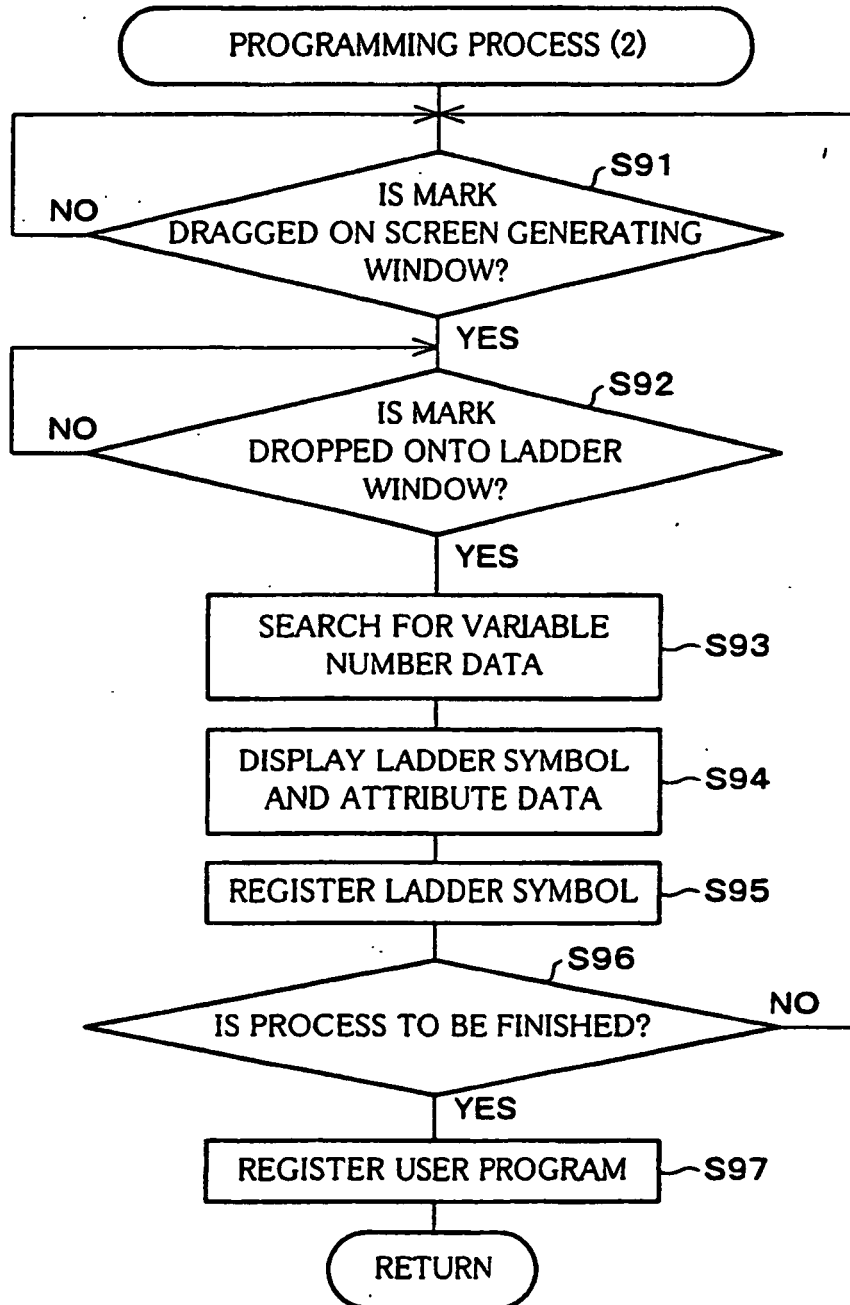 PROGRAMMING PROCESS (2)
S91
IS MARK
DRAGGED ON SCREEN GENERATING
WINDOW?
NO
YES
S92
IS MARK
DROPPED ONTO LADDER
WINDOW?
NO
YES
SEARCH FOR VARIABLE
NUMBER DATA
S93
DISPLAY LADDER SYMBOL
AND ATTRIBUTE DATA
S94
REGISTER LADDER SYMBOL
S95
S96
IS PROCESS TO BE FINISHED?
NO
YES
REGISTER USER PROGRAM
S97
RETURN